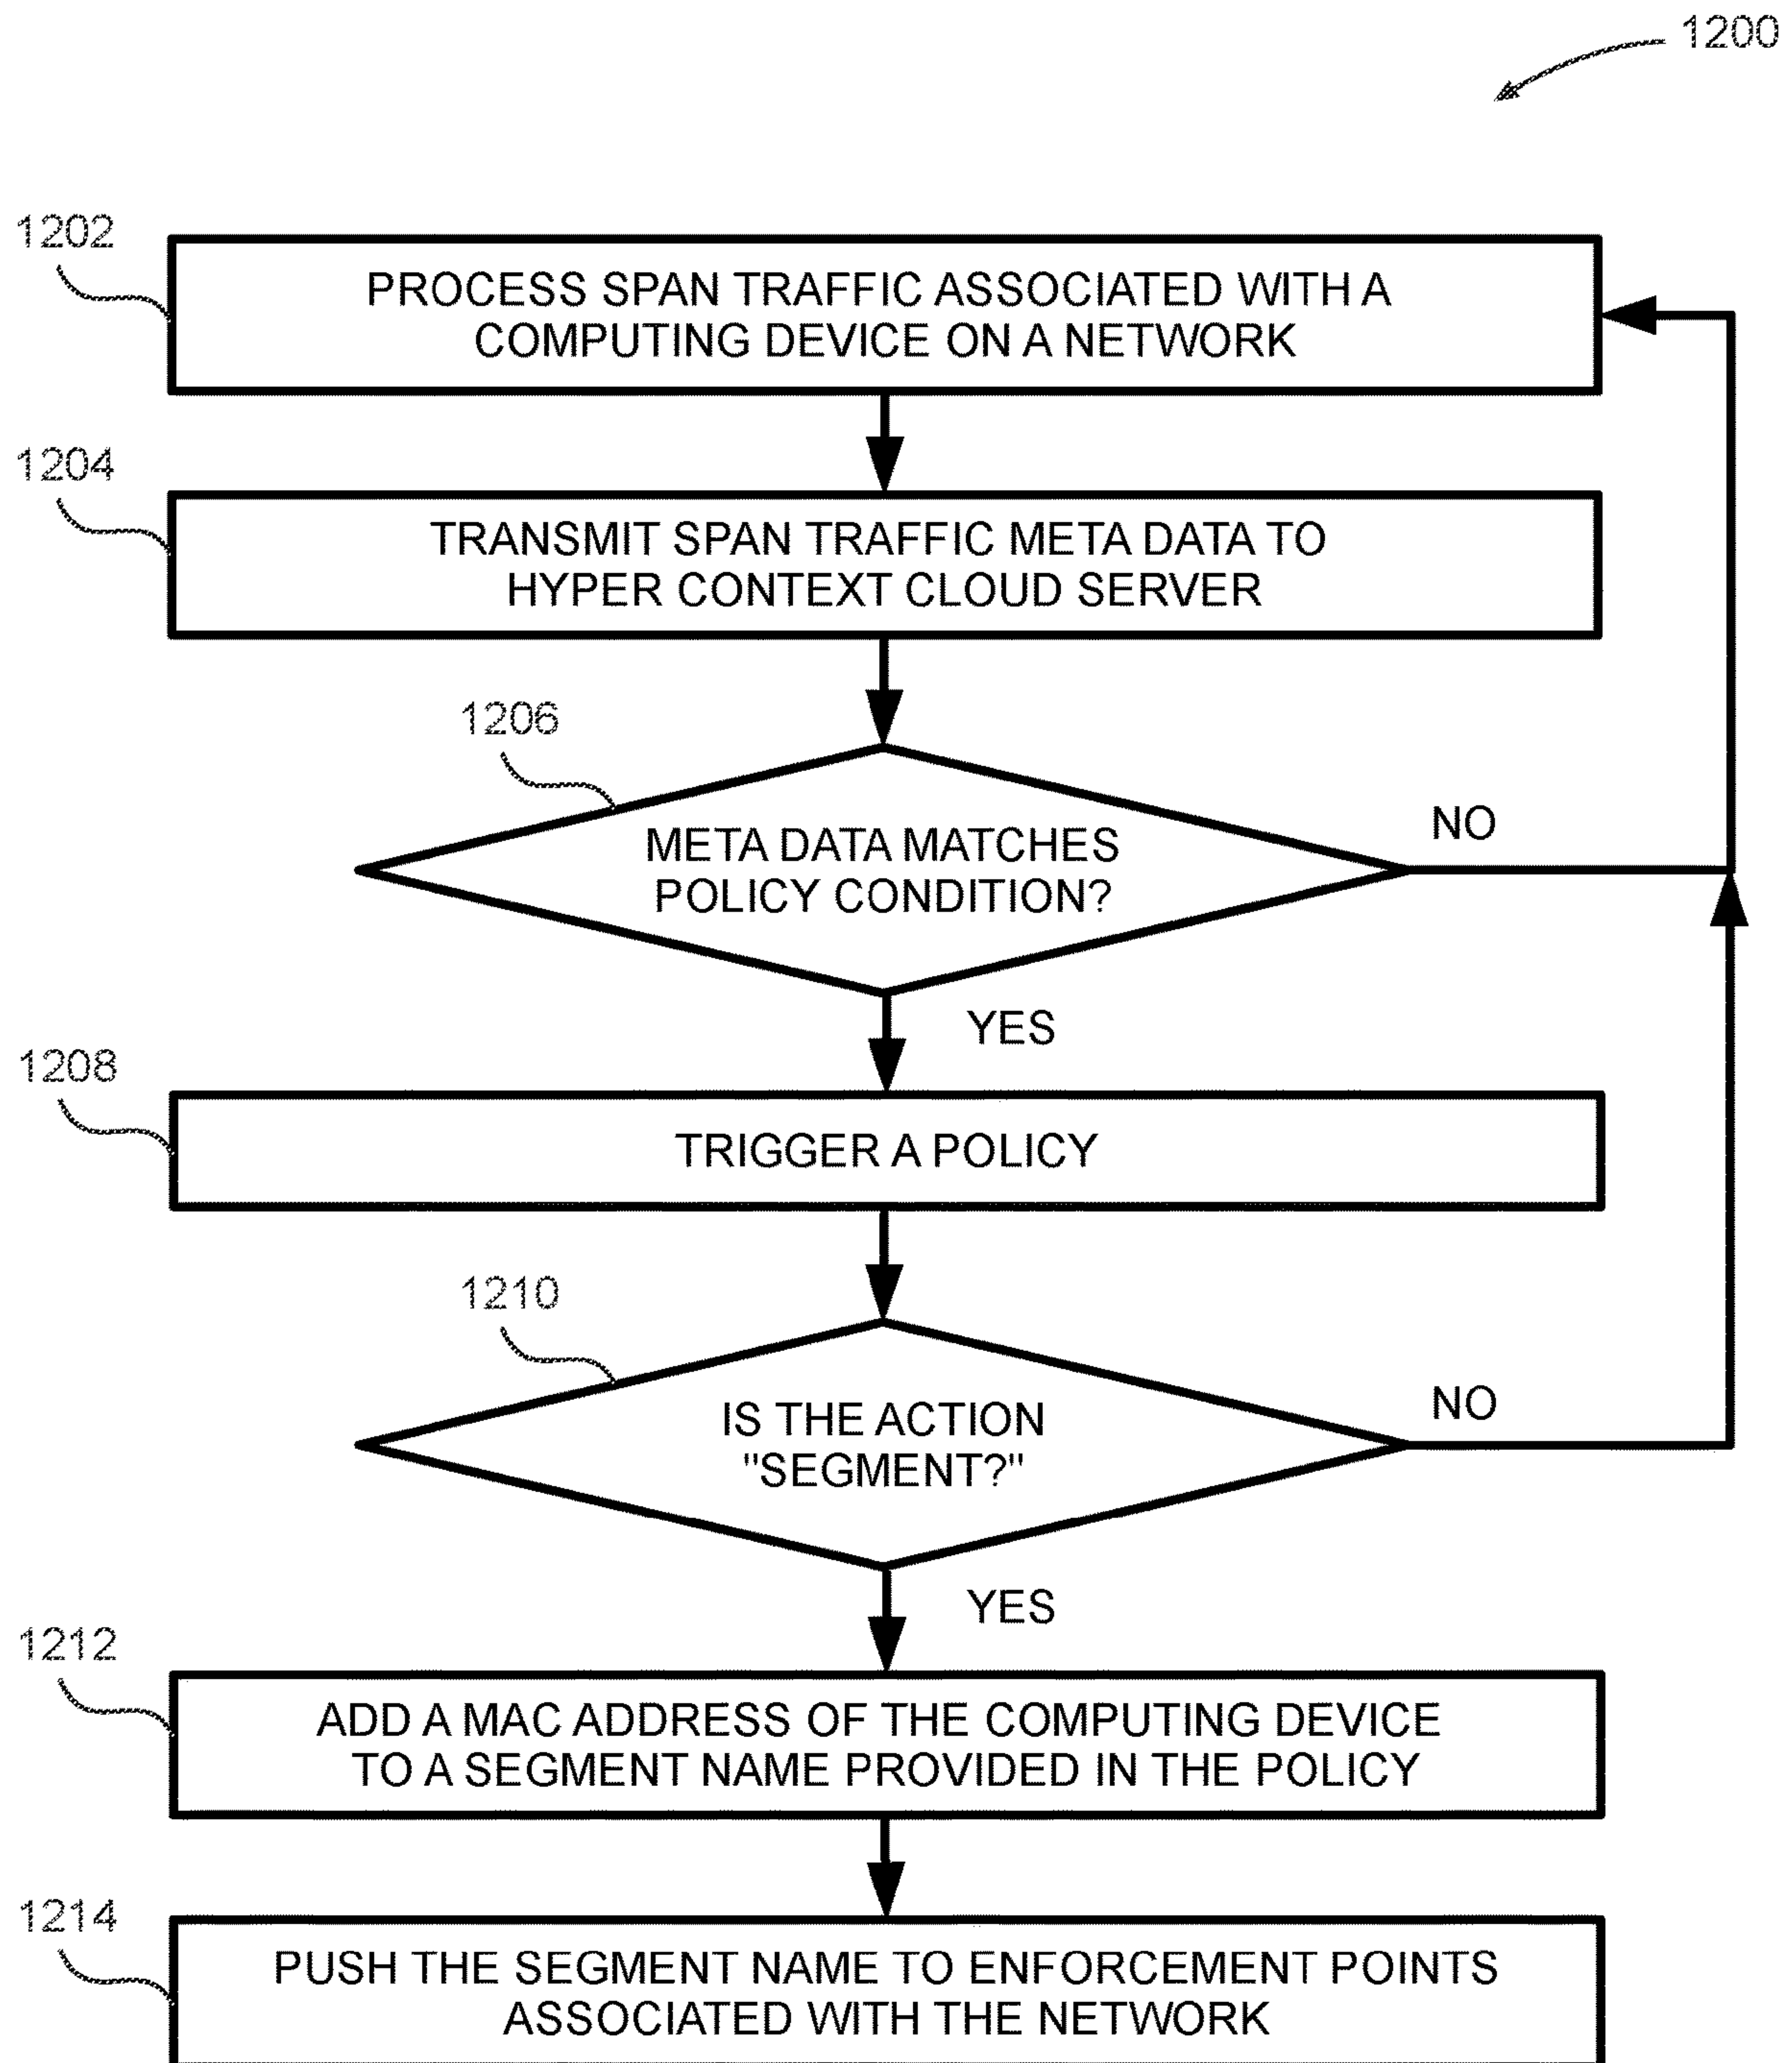 1200
1202
PROCESS SPAN TRAFFIC ASSOCIATED WITH A
COMPUTING DEVICE ON A NETWORK
1204
TRANSMIT SPAN TRAFFIC META DATA TO
HYPER CONTEXT CLOUD SERVER
1206
META DATA MATCHES
POLICY CONDITION?
NO
YES
1208
TRIGGER A POLICY
1210
IS THE ACTION
"SEGMENT?"
NO
YES
1212
ADD A MAC ADDRESS OF THE COMPUTING DEVICE
TO A SEGMENT NAME PROVIDED IN THE POLICY
1214
PUSH THE SEGMENT NAME TO ENFORCEMENT POINTS
ASSOCIATED WITH THE NETWORK